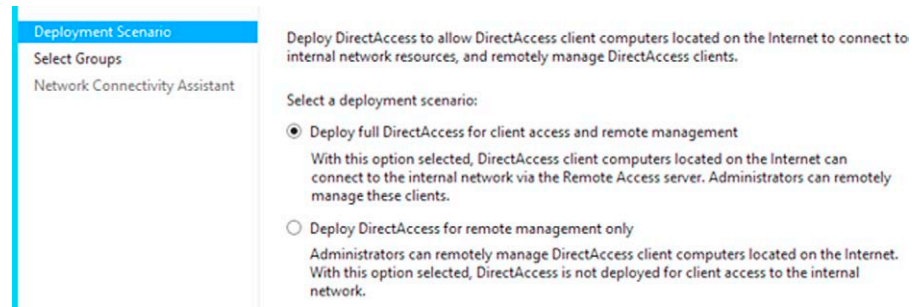 Deployment Scenario
Select Groups
Network Connectivity Assistant
Deploy DirectAccess to allow DirectAccess client computers located on the Internet to connect to
internal network resources, and remotely manage DirectAccess clients.
Select a deployment scenario:
Deploy full DirectAccess for client access and remote management
With this option selected, DirectAccess client computers located on the Internet can
connect to the internal network via the Remote Access server. Administrators can remotely
manage these clients.
Deploy DirectAccess for remote management only
Administrators can remotely manage DirectAccess client computers located on the Internet.
With this option selected, DirectAccess is not deployed for client access to the internal
network.